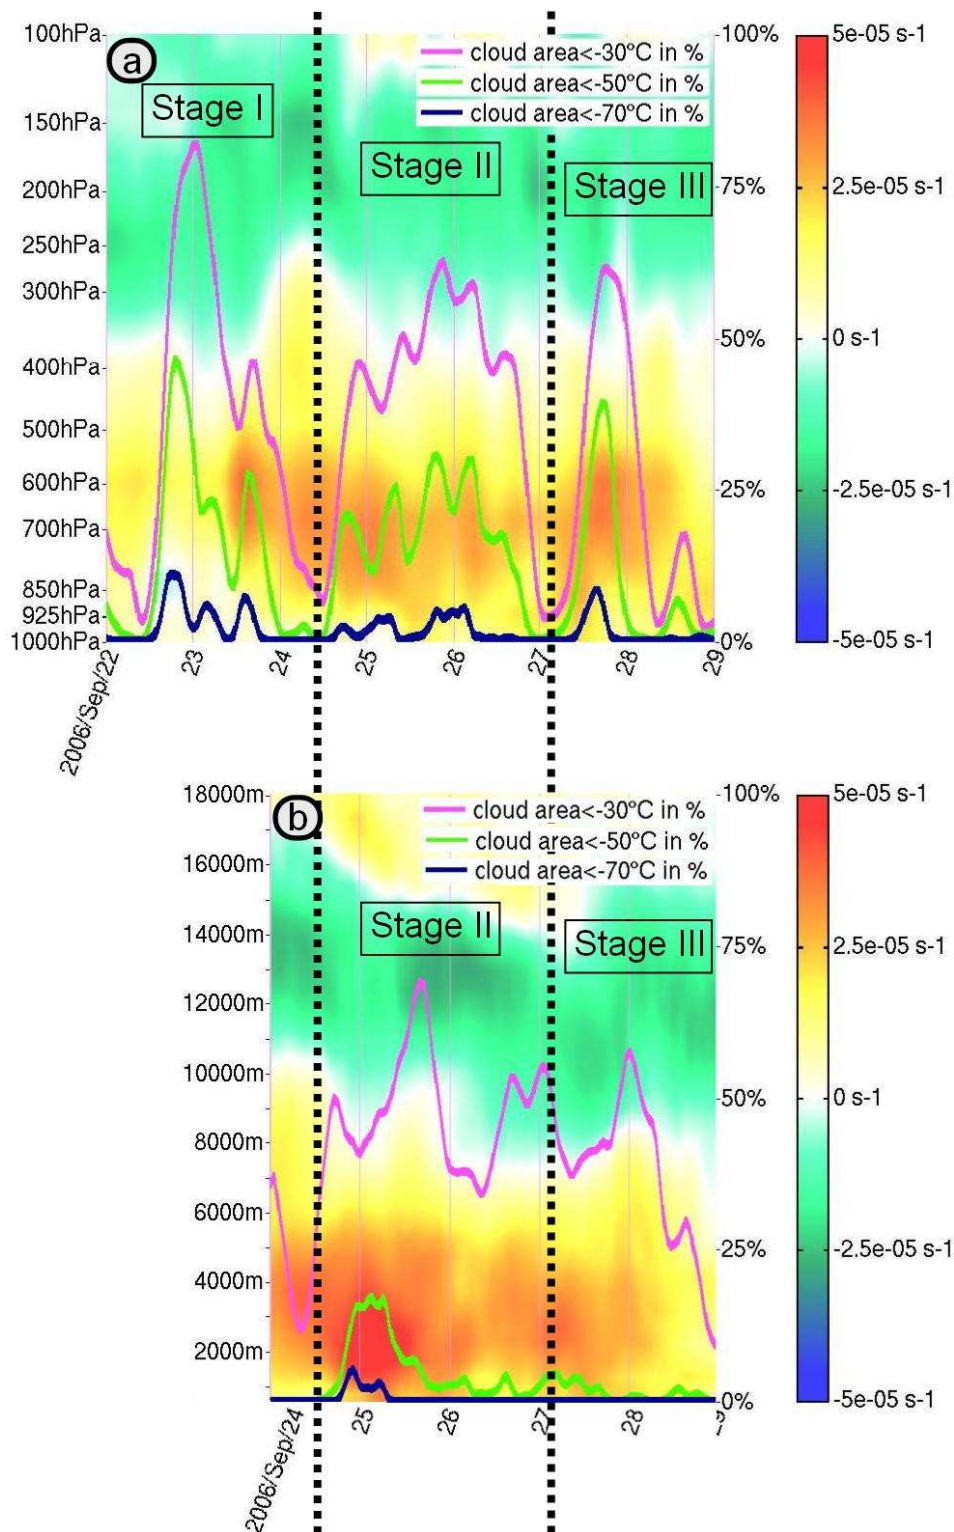 a
cloud area<-30°C in %
cloud area<-50°C in %
cloud area<-70°C in %
Stage I
Stage II
Stage III
100hPa
150hPa
200hPa
250hPa
300hPa
400hPa
500hPa
600hPa
700hPa
850hPa
925hPa
1000hPa
100%
75%
50%
25%
0%
5e-05 s-1
2.5e-05 s-1
0 s-1
-2.5e-05 s-1
-5e-05 s-1
2006/Sep/22
23
24
25
26
27
28
29
b
cloud area<-30°C in %
cloud area<-50°C in %
cloud area<-70°C in %
Stage II
Stage III
18000m
16000m
14000m
12000m
10000m
8000m
6000m
4000m
2000m
100%
75%
50%
25%
0%
5e-05 s-1
2.5e-05 s-1
0 s-1
-2.5e-05 s-1
-5e-05 s-1
2006/Sep/24
25
26
27
28